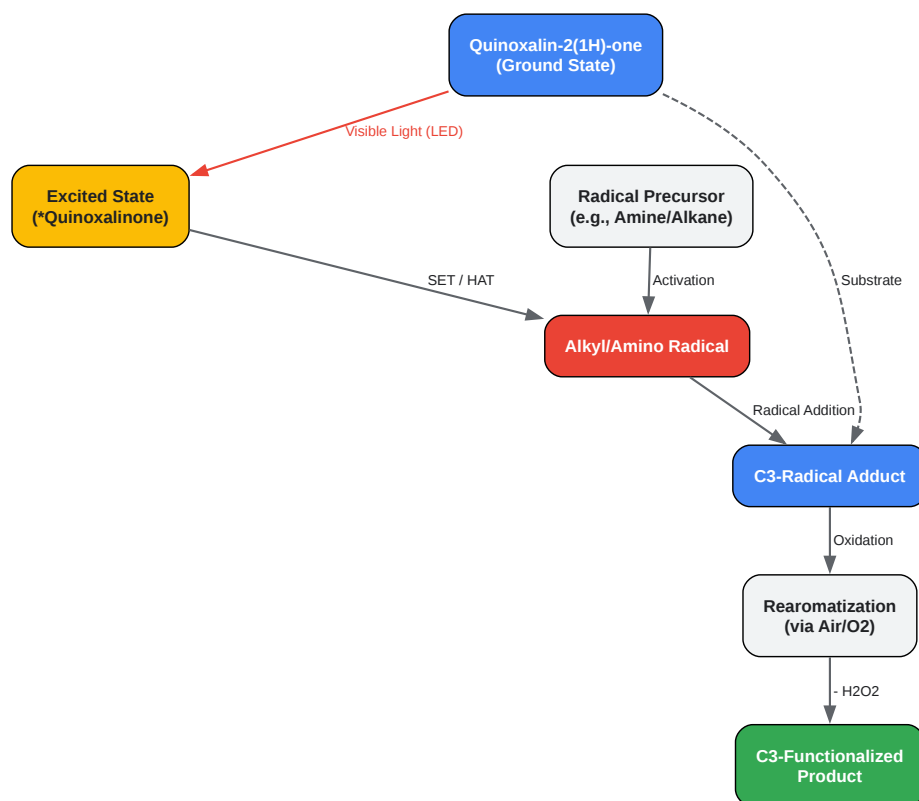 Quinoxalin-2(1H)-one
(Ground State)
Visible Light (LED)
Excited State
(*Quinoxalinone)
Radical Precursor
(e.g., Amine/Alkane)
SET / HAT
Activation
Substrate
Alkyl/Amino Radical
Radical Addition
C3-Radical Adduct
Oxidation
Rearomatization
(via Air/O2)
- H2O2
C3-Functionalized
Product